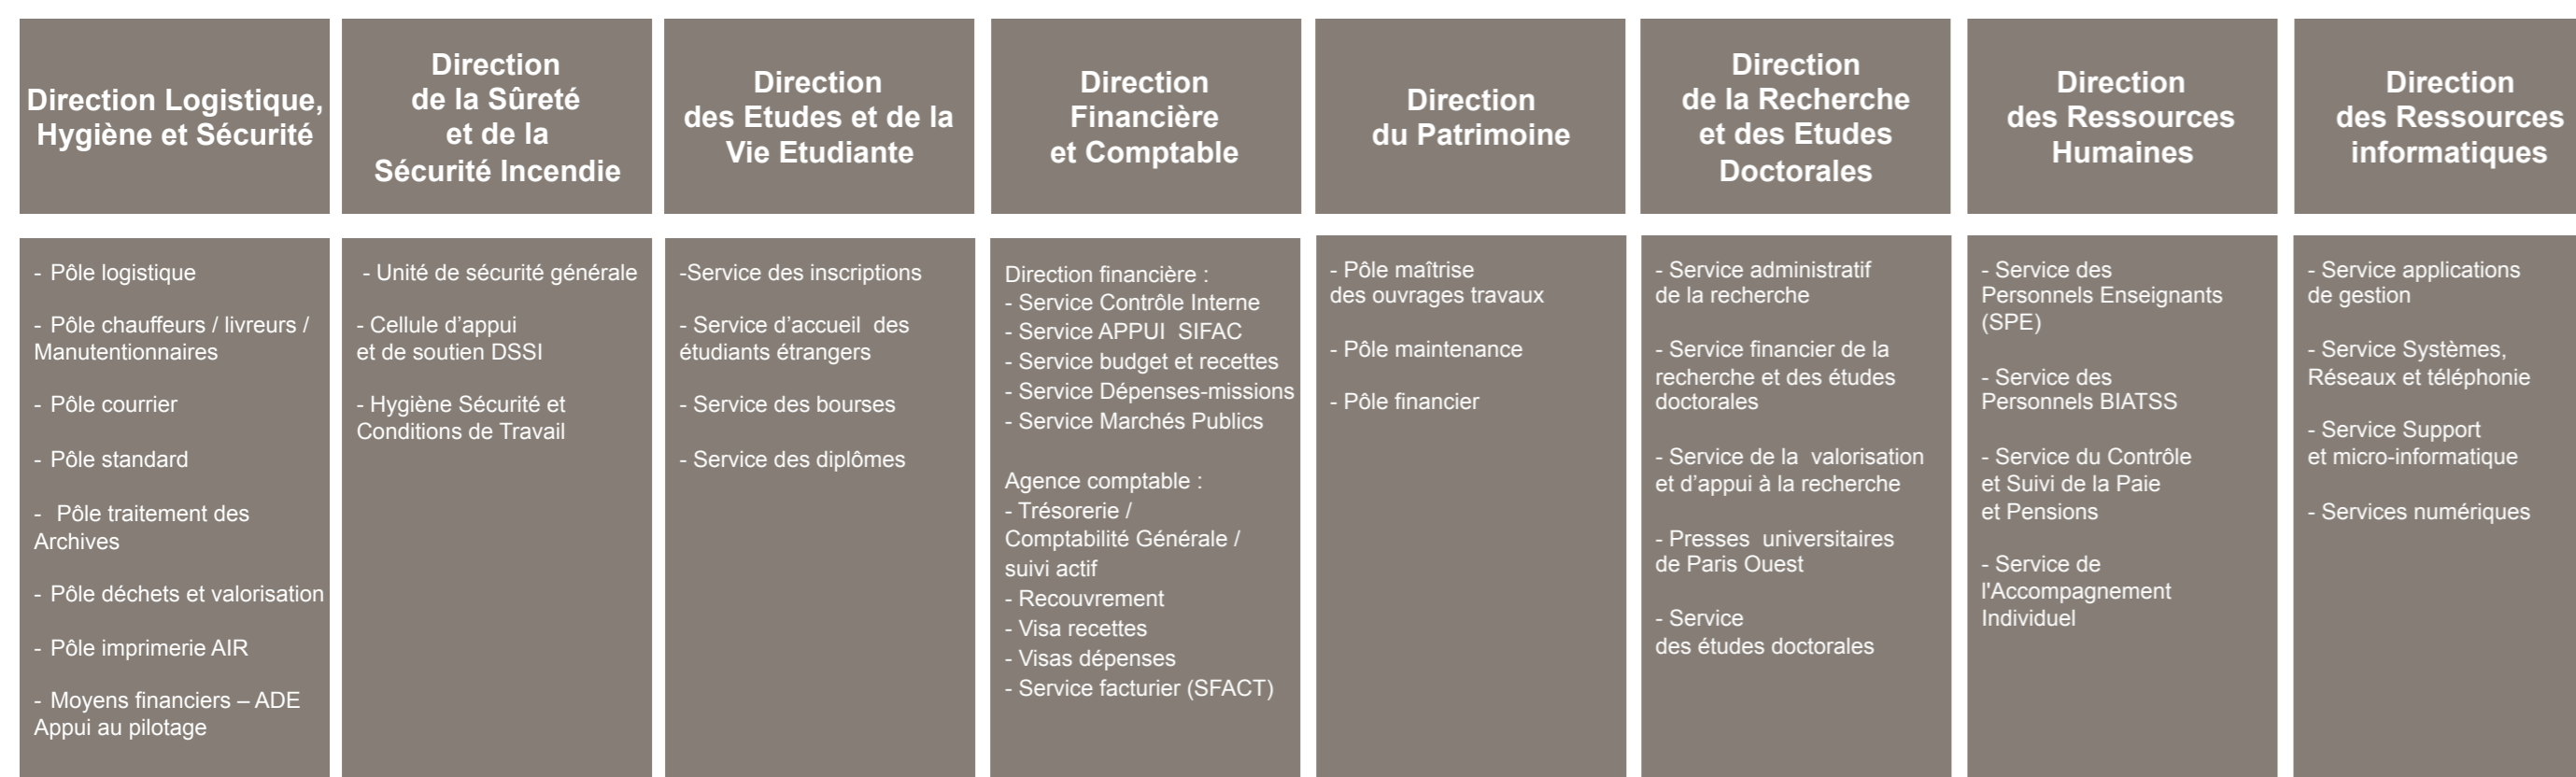 Direction Logistique,
Hygiène et Sécurité
- Pôle logistique
- Pôle chauffeurs / livreurs /
Manutentionnaires
- Pôle courrier
- Pôle standard
- Pôle traitement des
Archives
- Pôle déchets et valorisation
- Pôle imprimerie AIR
- Moyens financiers – ADE
Appui au pilotage
Direction
de la Sûreté
et de la
Sécurité Incendie
- Unité de sécurité générale
- Cellule d’appui
et de soutien DSSI
- Hygiène Sécurité et
Conditions de Travail
Direction
des Etudes et de la
Vie Etudiante
-Service des inscriptions
- Service d’accueil des
étudiants étrangers
- Service des bourses
- Service des diplômes
Direction
Financière
et Comptable
Direction financière :
- Service Contrôle Interne
- Service APPUI SIFAC
- Service budget et recettes
- Service Dépenses-missions
- Service Marchés Publics
Agence comptable :
- Trésorerie /
Comptabilité Générale /
suivi actif
- Recouvrement
- Visa recettes
- Visas dépenses
- Service facturier (SFACT)
Direction
du Patrimoine
- Pôle maîtrise
des ouvrages travaux
- Pôle maintenance
- Pôle financier
Direction
de la Recherche
et des Etudes
Doctorales
- Service administratif
de la recherche
- Service financier de la
recherche et des études
doctorales
- Service de la valorisation
et d’appui à la recherche
- Presses universitaires
de Paris Ouest
- Service
des études doctorales
Direction
des Ressources
Humaines
- Service des
Personnels Enseignants
(SPE)
- Service des
Personnels BIATSS
- Service du Contrôle
et Suivi de la Paie
et Pensions
- Service de
l'Accompagnement
Individuel
Direction
des Ressources
informatiques
- Service applications
de gestion
- Service Systèmes,
Réseaux et téléphonie
- Service Support
et micro-informatique
- Services numériques